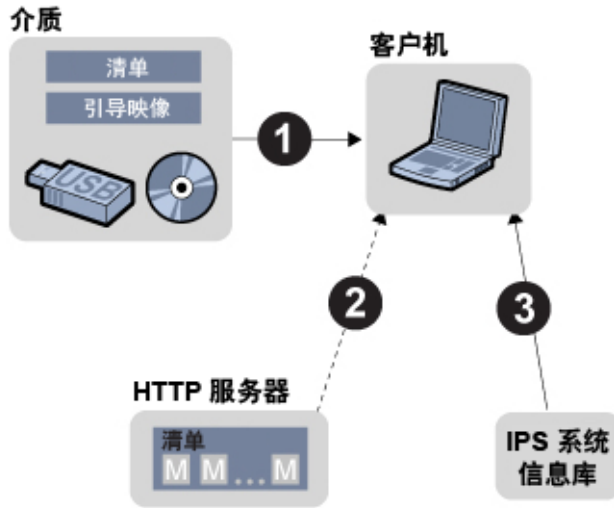 介质
清单
引导映像
USB
客户机
1
2
3
HTTP 服务器
清单
M M ... M
IPS 系统
信息库